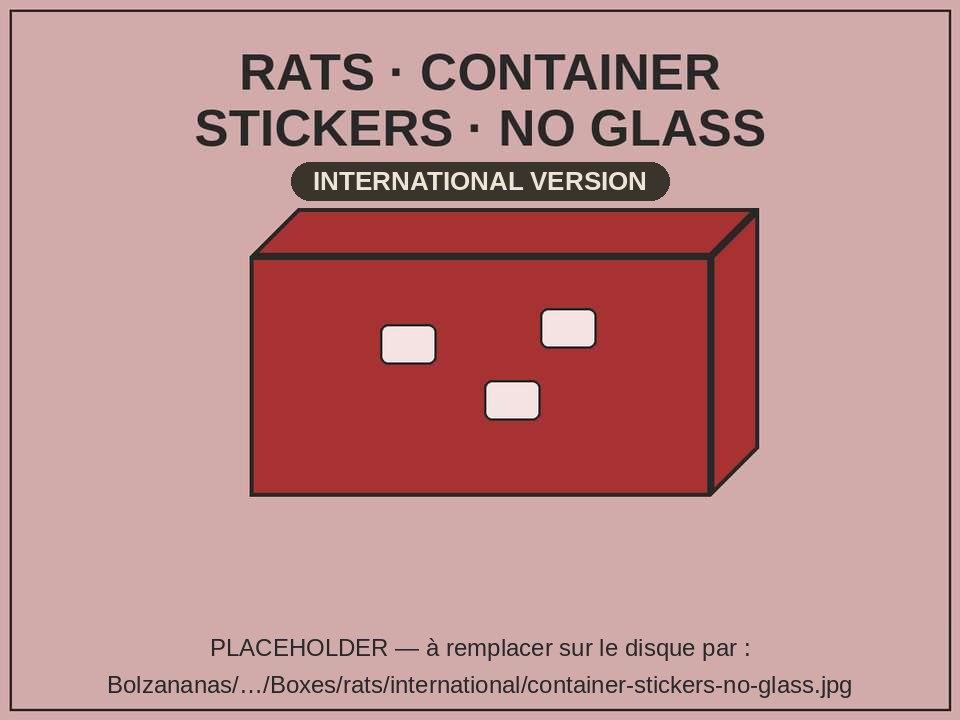 RATS · CONTAINER
STICKERS · NO GLASS
INTERNATIONAL VERSION
PLACEHOLDER — à remplacer sur le disque par :
Bolzananas/…/Boxes/rats/international/container-stickers-no-glass.jpg